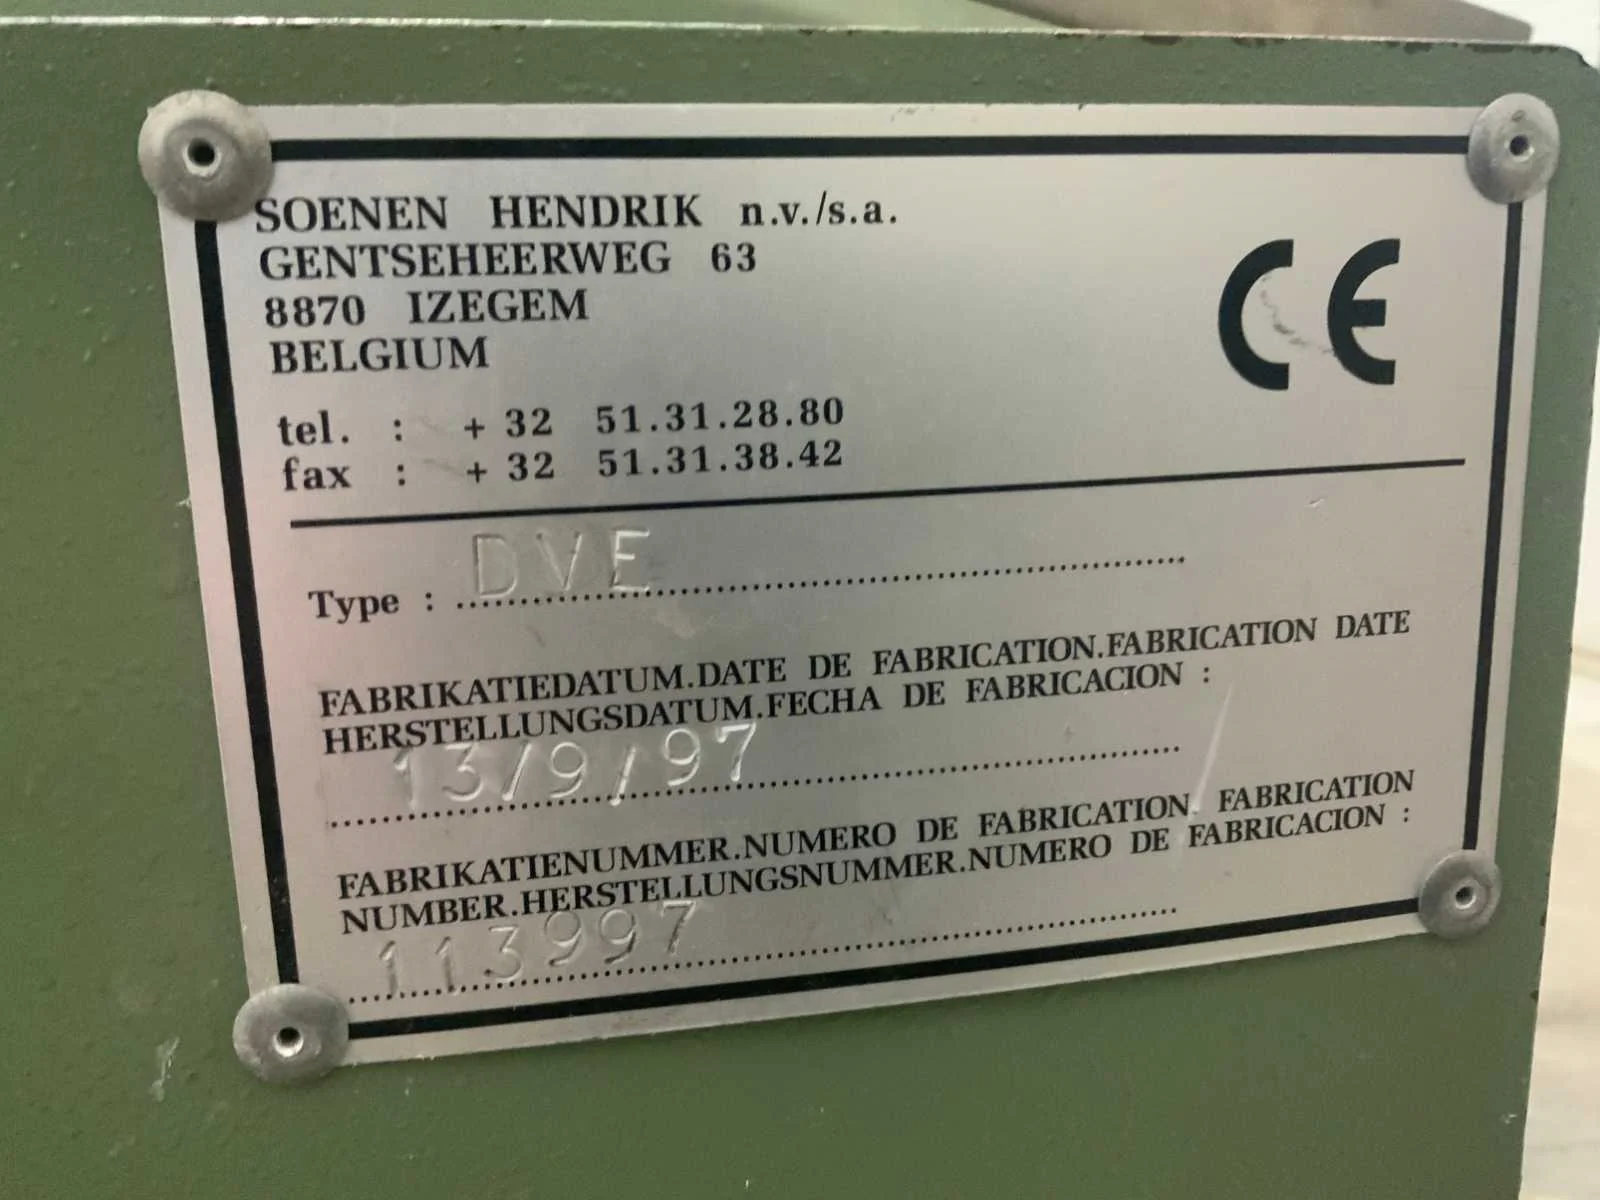 SOENEN HENDRIK n.v./s.a.
GENTSEHEERWEG 63
8870 IZEGEM
BELGIUM
CE
tel. : + 32 51.31.28.80
fax : + 32 51.31.38.42
Type : DVE
FABRIKATIEDATUM.DATE DE FABRICATION.FABRICATION DATE
HERSTELLUNGSDATUM.FECHA DE FABRICACION :
13/9/97
FABRIKATIENUMMER.NUMERO DE FABRICATION. FABRICATION
NUMBER.HERSTELLUNGSNUMMER.NUMERO DE FABRICACION :
113997